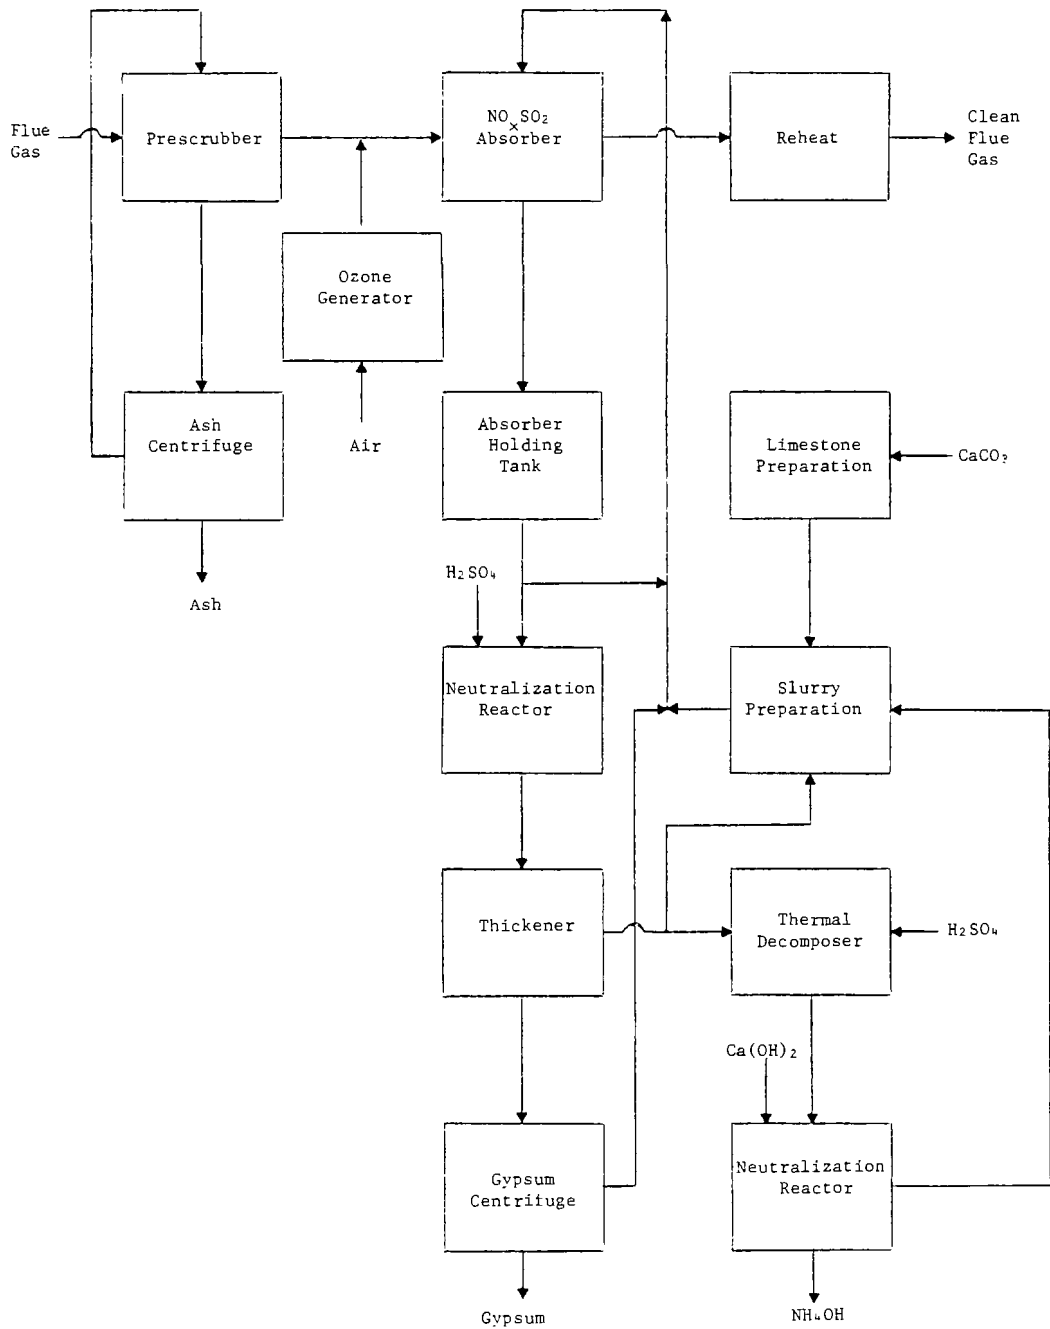 Flue
Gas
Prescrubber
NOxSO₂
Absorber
Reheat
Clean
Flue
Gas
Ozone
Generator
Air
Ash
Centrifuge
Ash
Absorber
Holding
Tank
Limestone
Preparation
CaCO₃
H₂SO₄
Neutralization
Reactor
Slurry
Preparation
Thickener
Thermal
Decomposer
H₂SO₄
Ca(OH)₂
Gypsum
Centrifuge
Neutralization
Reactor
Gypsum
NH₄OH